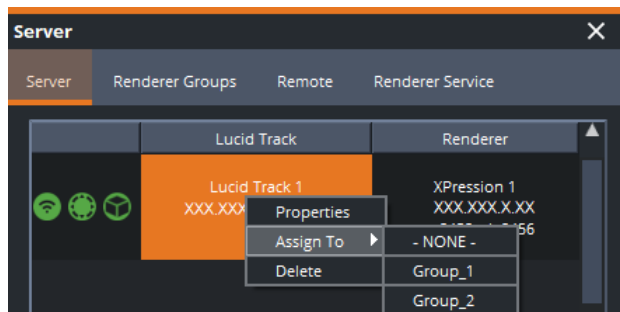 Server
Server Renderer Groups Remote Renderer Service
Lucid Track Renderer
Lucid Track 1 XPression 1
XXX.XXX XXX.XXX.X.XX
Properties
Assign To - NONE -
Delete Group_1
Group_2